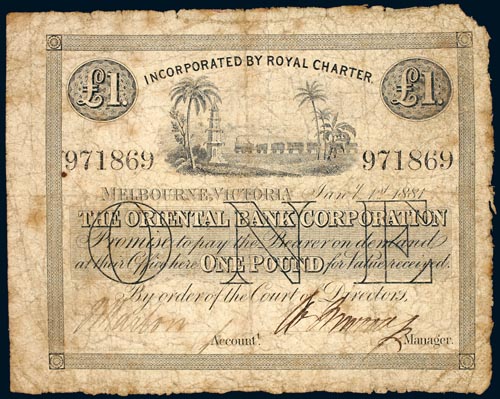 INCORPORATED BY ROYAL CHARTER.
£1. £1.
971869 971869
MELBOURNE, VICTORIA Jan'y 1st 1881
THE ORIENTAL BANK CORPORATION
Promise to pay the Bearer on demand
ONE
at their Office here ONE POUND for Value received.
By order of the Court of Directors,
Account! Manager.